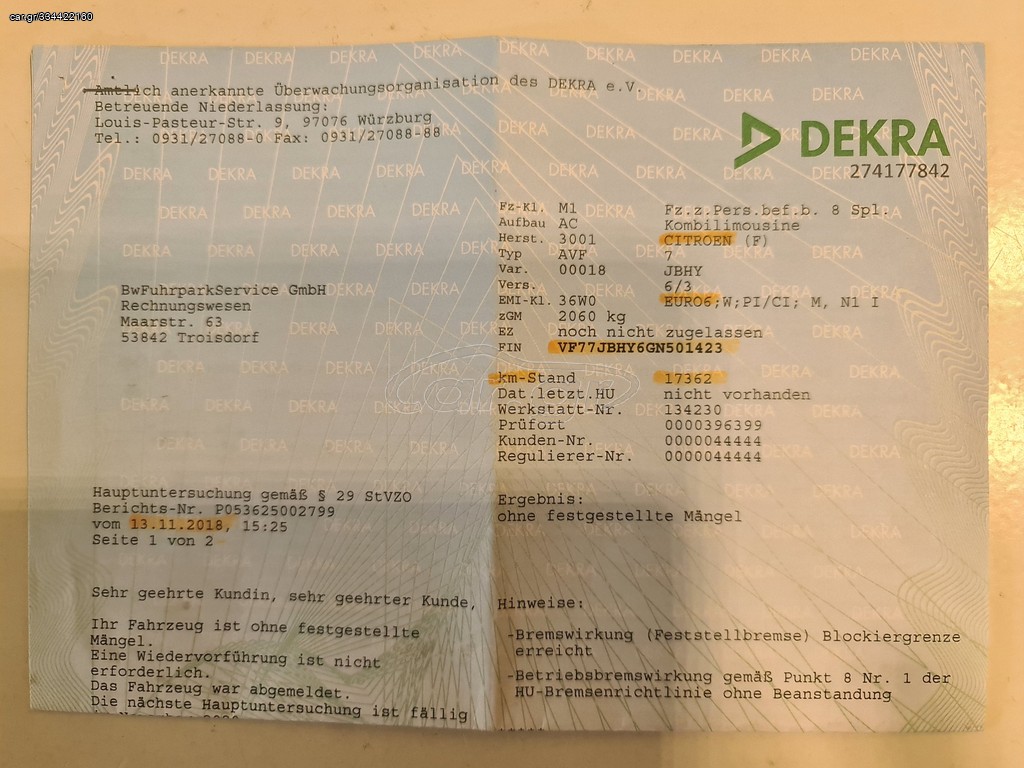 car.gr/334422160
Amtlich anerkannte Überwachungsorganisation des DEKRA e.V.
Betreuende Niederlassung:
Louis-Pasteur-Str. 9, 97076 Würzburg
Tel.: 0931/27088-0 Fax: 0931/27088-88
DEKRA
274177842
Fz-Kl. M1 Fz.z.Pers.bef.b. 8 Spl.
Aufbau AC Kombilimousine
Herst. 3001 CITROEN (F)
Typ AVF 7
Var. 00018 JBHY
Vers. 6/3
EMI-Kl. 36W0 EURO6;W;PI/CI; M, N1 I
zGM 2060 kg
EZ noch nicht zugelassen
FIN VF77JBHY6GN501423
km-Stand 17362
Dat.letzt.HU nicht vorhanden
Werkstatt-Nr. 134230
Prüfort 0000396399
Kunden-Nr. 0000044444
Regulierer-Nr. 0000044444
BwFuhrparkService GmbH
Rechnungswesen
Maarstr. 63
53842 Troisdorf
Hauptuntersuchung gemäß § 29 StVZO
Berichts-Nr. P053625002799
vom 13.11.2018, 15:25
Seite 1 von 2
Ergebnis:
ohne festgestellte Mängel
Sehr geehrte Kundin, sehr geehrter Kunde,
Ihr Fahrzeug ist ohne festgestellte
Mängel.
Eine Wiedervorführung ist nicht
erforderlich.
Das Fahrzeug war abgemeldet.
Die nächste Hauptuntersuchung ist fällig
Hinweise:
-Bremswirkung (Feststellbremse) Blockiergrenze
erreicht
-Betriebsbremswirkung gemäß Punkt 8 Nr. 1 der
HU-Bremsenrichtlinie ohne Beanstandung
*****